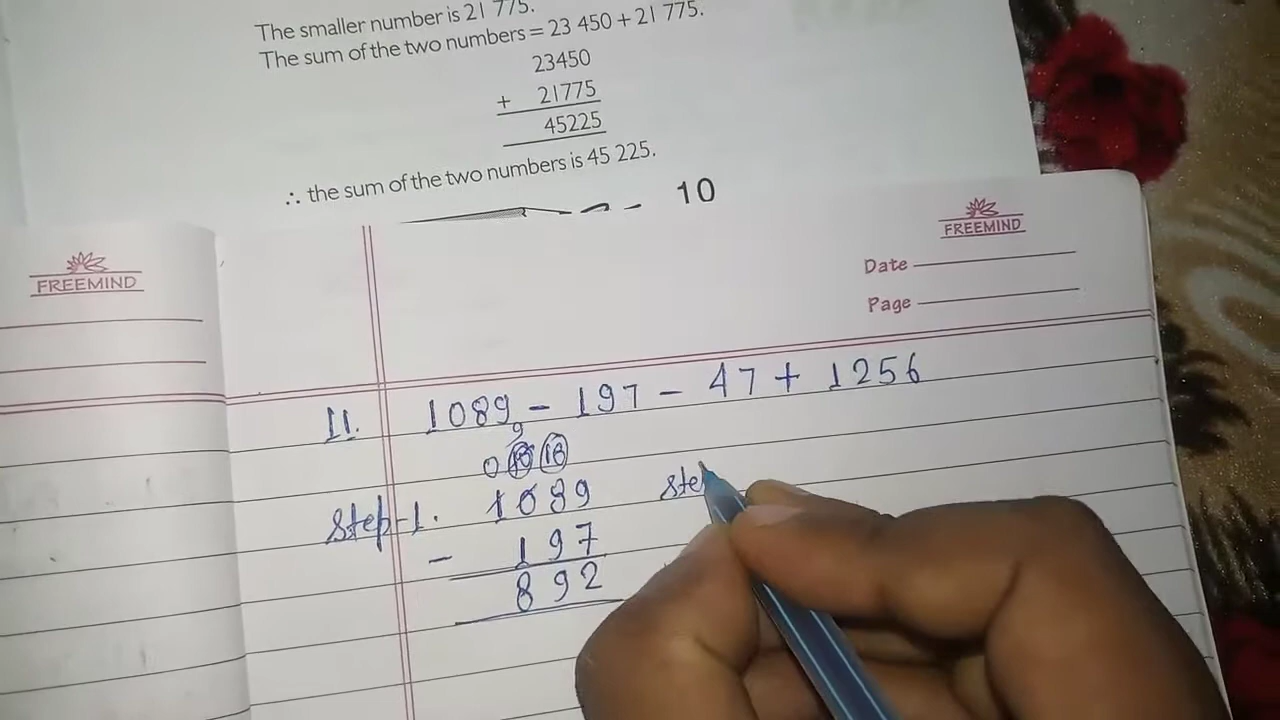 The smaller number is 21 775.
The sum of the two numbers = 23 450 + 21 775.
23450
+ 21775
45225
∴ the sum of the two numbers is 45 225.
10
FREEMIND
FREEMIND
Date
Page
11. 1089 - 197 - 47 + 1256
9
0 10 18
Step-1. 1089
- 197
892
Ste